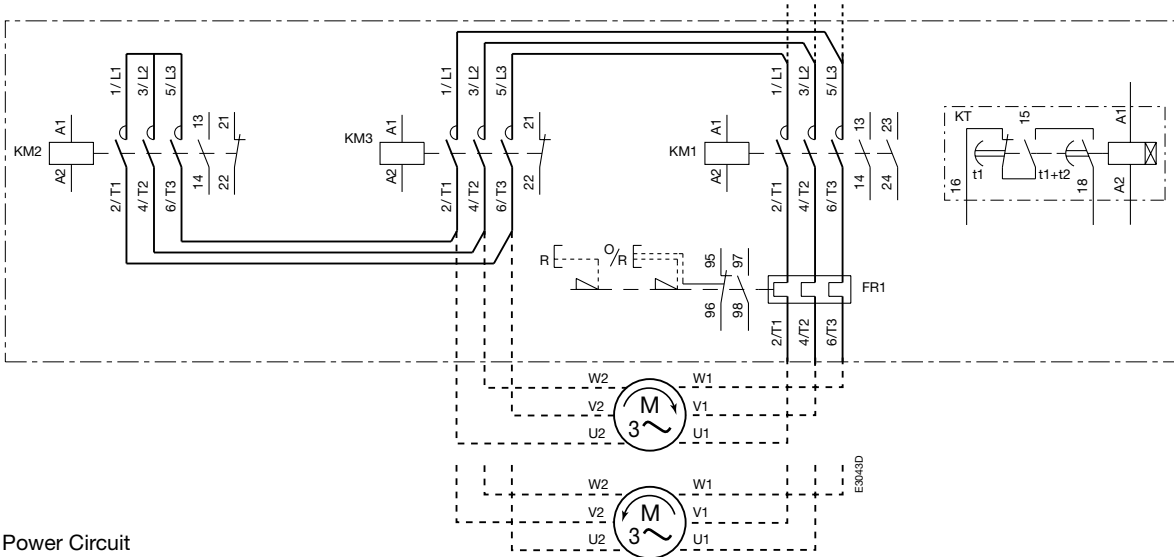 1/ L1
3/ L2
5/ L3
13
21
A1
KM2
A2
14
22
2/T1
4/T2
6/T3
1/ L1
3/ L2
5/ L3
21
A1
KM3
A2
22
2/T1
4/T2
6/T3
1/ L1
3/ L2
5/ L3
13
23
A1
KM1
A2
14
24
2/T1
4/T2
6/T3
KT
15
A1
t1
t1+t2
16
18
A2
R
O/R
95
97
96
98
FR1
2/T1
4/T2
6/T3
W2
W1
V2
M
V1
3
U2
U1
E3043D
W2
W1
V2
M
V1
3
U2
U1
Power Circuit